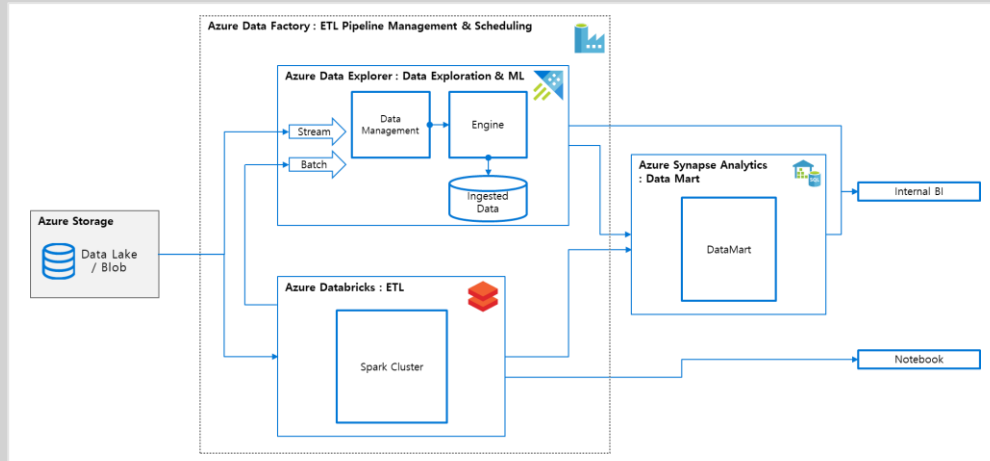 Azure Data Factory : ETL Pipeline Management & Scheduling
Azure Data Explorer : Data Exploration & ML
Stream
Batch
Data
Management
Engine
Ingested
Data
Azure Storage
Data Lake
/ Blob
Azure Databricks : ETL
Spark Cluster
Azure Synapse Analytics
: Data Mart
DataMart
Internal BI
Notebook